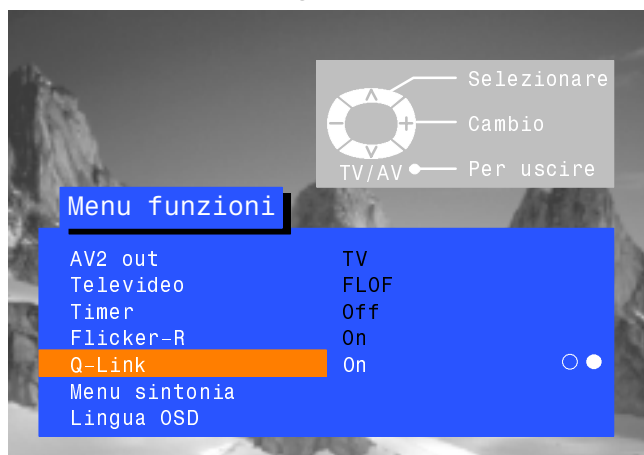 Selezionare
Cambio
TV/AV Per uscire
Menu funzioni
AV2 out TV
Televideo FLOF
Timer Off
Flicker-R On
Q-Link On
Menu sintonia
Lingua OSD